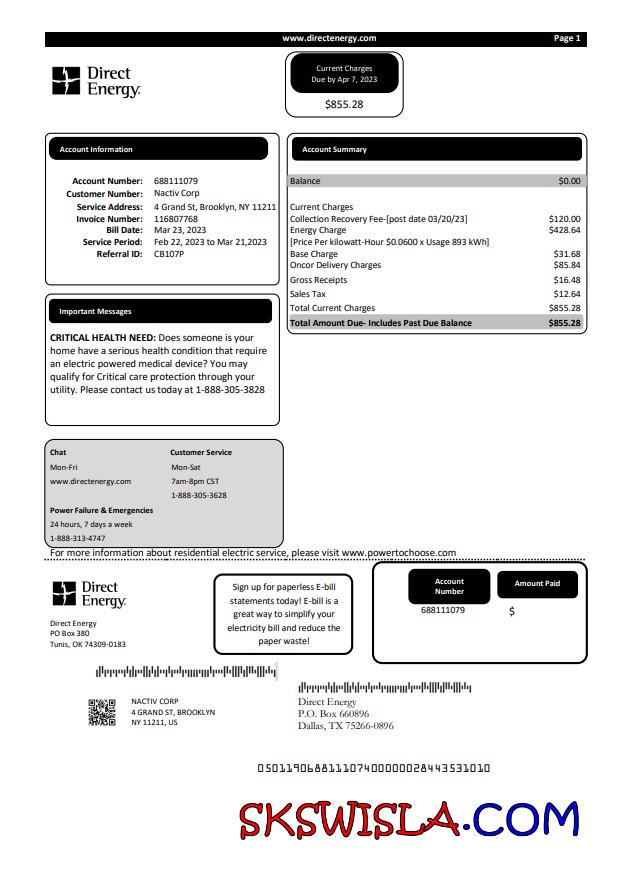 www.directenergy.com Page 1
Direct
Energy.
Current Charges
Due by Apr 7, 2023
$855.28
Account Information
Account Number: 688111079
Customer Number: Nactiv Corp
Service Address: 4 Grand St, Brooklyn, NY 11211
Invoice Number: 116807768
Bill Date: Mar 23, 2023
Service Period: Feb 22, 2023 to Mar 21,2023
Referral ID: CB107P
Account Summary
Balance $0.00
Current Charges
Collection Recovery Fee-[post date 03/20/23] $120.00
Energy Charge $428.64
[Price Per kilowatt-Hour $0.0600 x Usage 893 kWh]
Base Charge $31.68
Oncor Delivery Charges $85.84
Gross Receipts $16.48
Sales Tax $12.64
Total Current Charges $855.28
Total Amount Due- Includes Past Due Balance $855.28
Important Messages
CRITICAL HEALTH NEED: Does someone is your
home have a serious health condition that require
an electric powered medical device? You may
qualify for Critical care protection through your
utility. Please contact us today at 1-888-305-3828
Chat Customer Service
Mon-Fri Mon-Sat
www.directenergy.com 7am-8pm CST
1-888-305-3628
Power Failure & Emergencies
24 hours, 7 days a week
1-888-313-4747
For more information about residential electric service, please visit www.powertochoose.com
Direct
Energy.
Direct Energy
PO Box 380
Tunis, OK 74309-0183
Sign up for paperless E-bill
statements today! E-bill is a
great way to simplify your
electricity bill and reduce the
paper waste!
Account
Number
Amount Paid
688111079 $
NACTIV CORP
4 GRAND ST, BROOKLYN
NY 11211, US
Direct Energy
P.O. Box 660896
Dallas, TX 75266-0896
050119068811107400000028443531010
SKSWISLA.COM